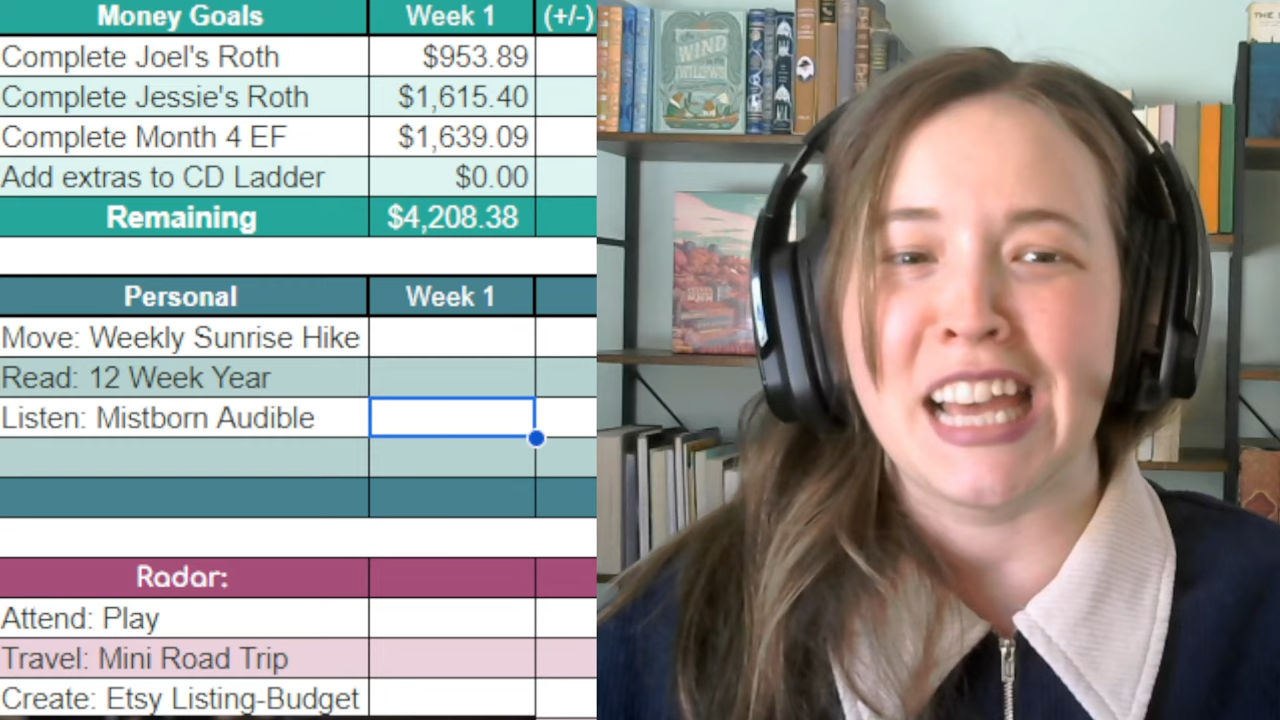 Money Goals Week 1 (+/-)
Complete Joel's Roth $953.89
Complete Jessie's Roth $1,615.40
Complete Month 4 EF $1,639.09
Add extras to CD Ladder $0.00
Remaining $4,208.38
Personal Week 1
Move: Weekly Sunrise Hike
Read: 12 Week Year
Listen: Mistborn Audible
Radar:
Attend: Play
Travel: Mini Road Trip
Create: Etsy Listing-Budget
WIND
WILLOWS
THE